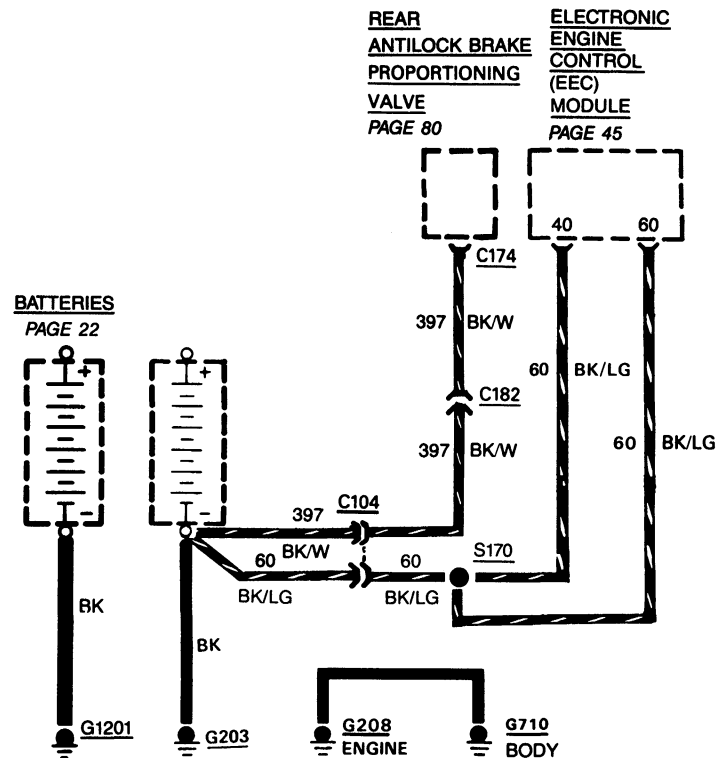 REAR
ANTILOCK BRAKE
PROPORTIONING
VALVE
PAGE 80
ELECTRONIC
ENGINE
CONTROL
(EEC)
MODULE
PAGE 45
40 60
C174
BATTERIES
PAGE 22
397 BK/W
+ +
60 BK/LG
C182
397 BK/W
60 BK/LG
- -
C104
397
BK/W
S170
60 60
BK/LG BK/LG
BK
BK
G1201
G203
G208
ENGINE
G710
BODY